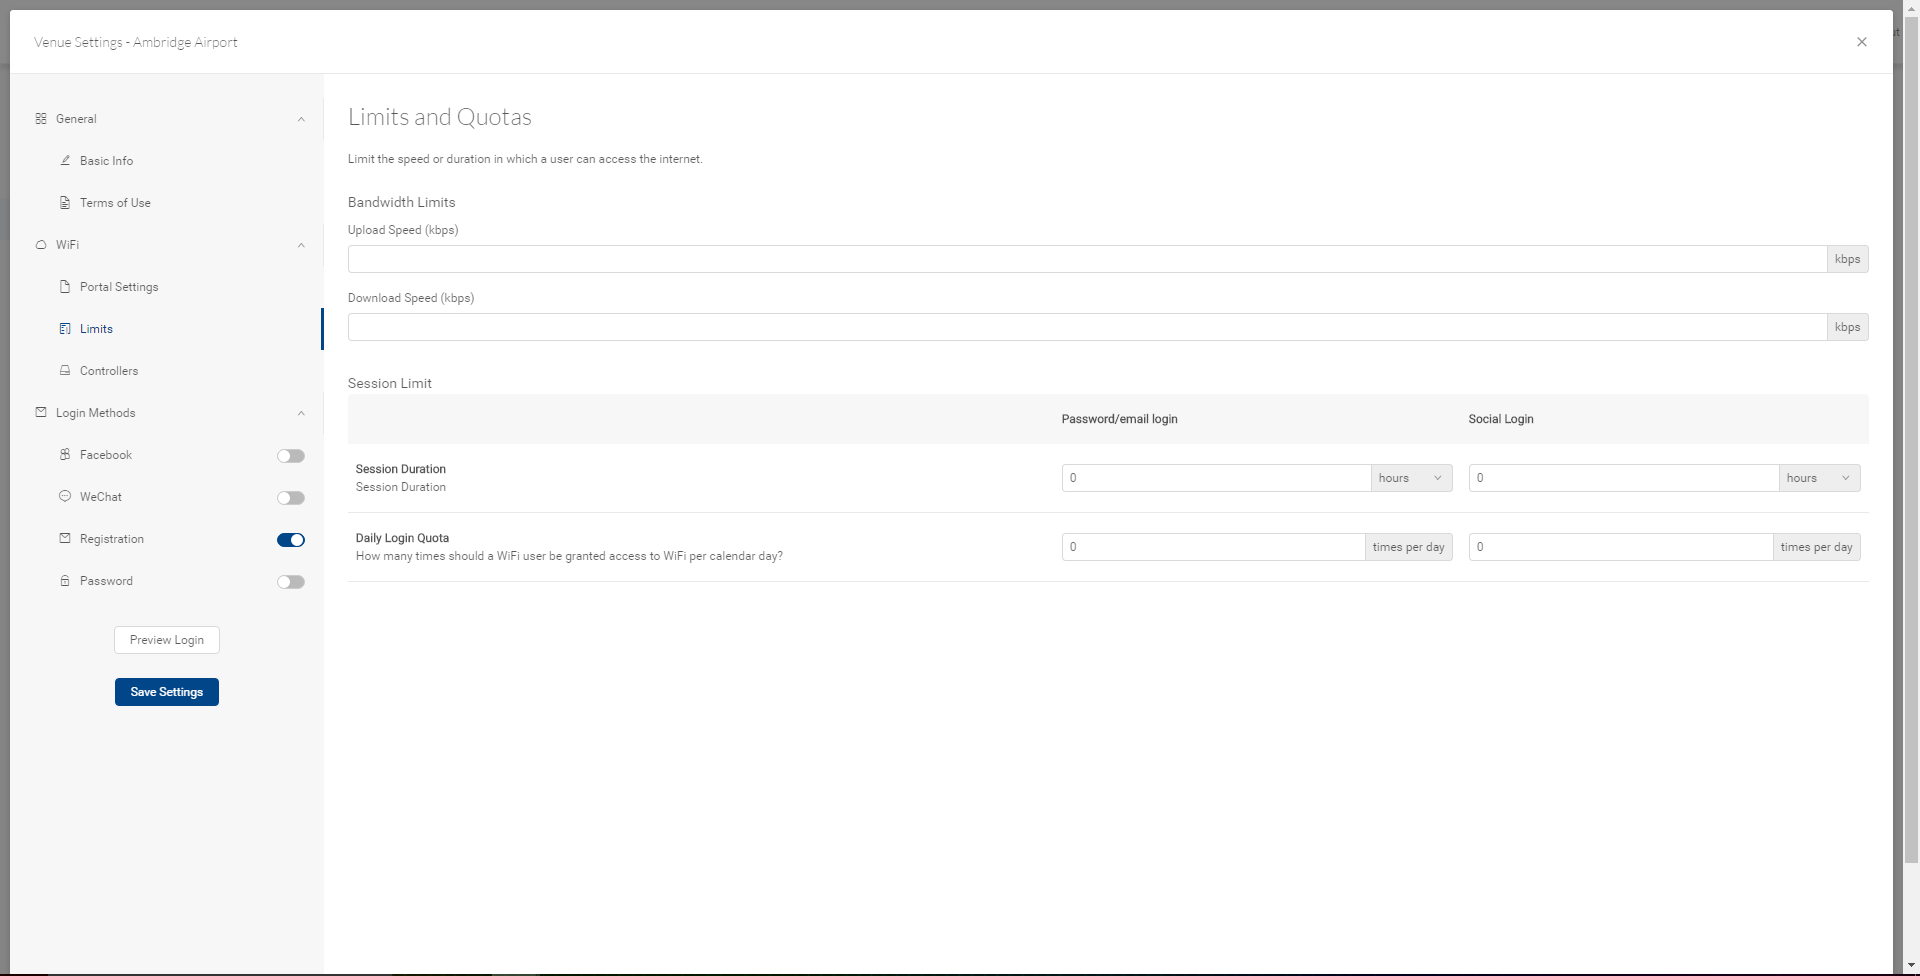 Venue Settings - Ambridge Airport
General
Basic Info
Terms of Use
WiFi
Portal Settings
Limits
Controllers
Login Methods
Facebook
WeChat
Registration
Password
Preview Login
Save Settings
Limits and Quotas
Limit the speed or duration in which a user can access the internet.
Bandwidth Limits
Upload Speed (kbps)
kbps
Download Speed (kbps)
kbps
Session Limit
Password/email login Social Login
Session Duration
Session Duration
0 hours 0 hours
Daily Login Quota
How many times should a WiFi user be granted access to WiFi per calendar day?
0 times per day 0 times per day